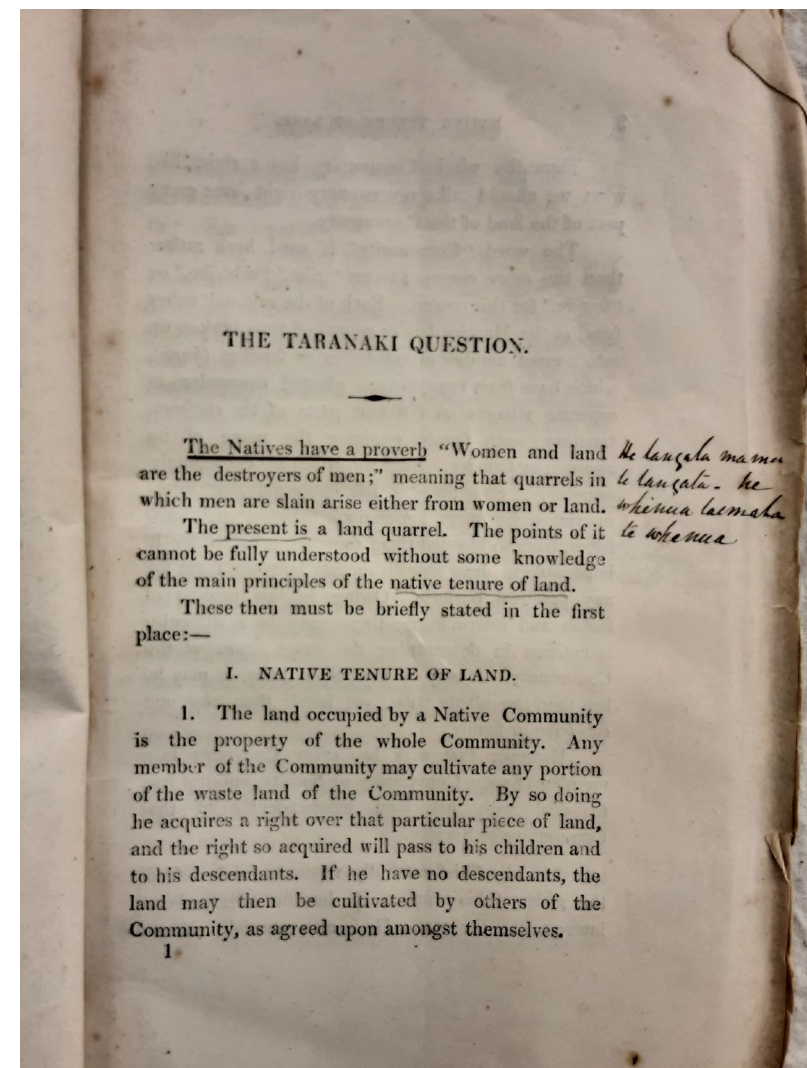 THE TARANAKI QUESTION.
The Natives have a proverb "Women and land
are the destroyers of men;" meaning that quarrels in
which men are slain arise either from women or land.
The present is a land quarrel. The points of it
cannot be fully understood without some knowledge
of the main principles of the native tenure of land.
These then must be briefly stated in the first
place:—
I. NATIVE TENURE OF LAND.
1. The land occupied by a Native Community
is the property of the whole Community. Any
member of the Community may cultivate any portion
of the waste land of the Community. By so doing
he acquires a right over that particular piece of land,
and the right so acquired will pass to his children and
to his descendants. If he have no descendants, the
land may then be cultivated by others of the
Community, as agreed upon amongst themselves.
1
He tangata
te tangata - he
whenua
te whenua